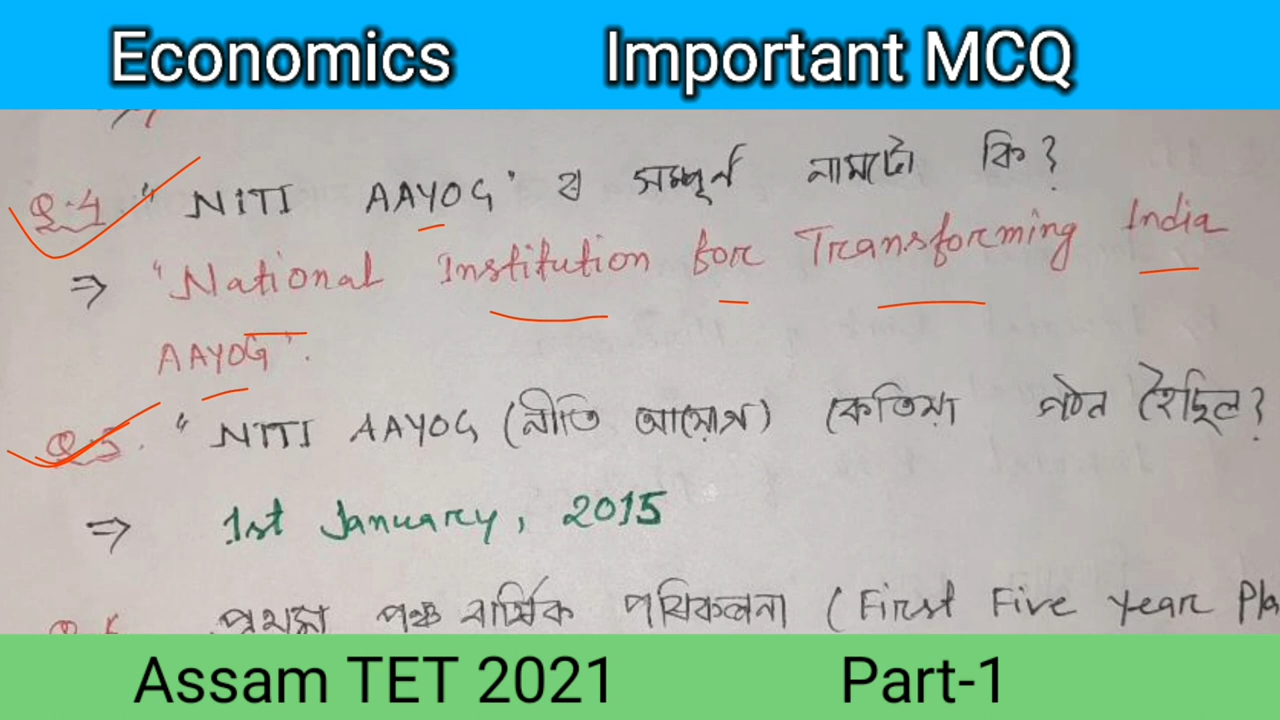 Economics Important MCQ
Q.4. "NITI AAYOG" ৰ সম্পূৰ্ন নামটো কি?
⇒ "National Institution for Transforming India
AAYOG".
Q.5. "NITI AAYOG (নীতি আয়োগ) কেতিয়া গঠন হৈছিল?
⇒ 1st January, 2015
পঞ্চ বাৰ্ষিক পৰিকল্পনা (First Five Year Pla
Assam TET 2021 Part-1